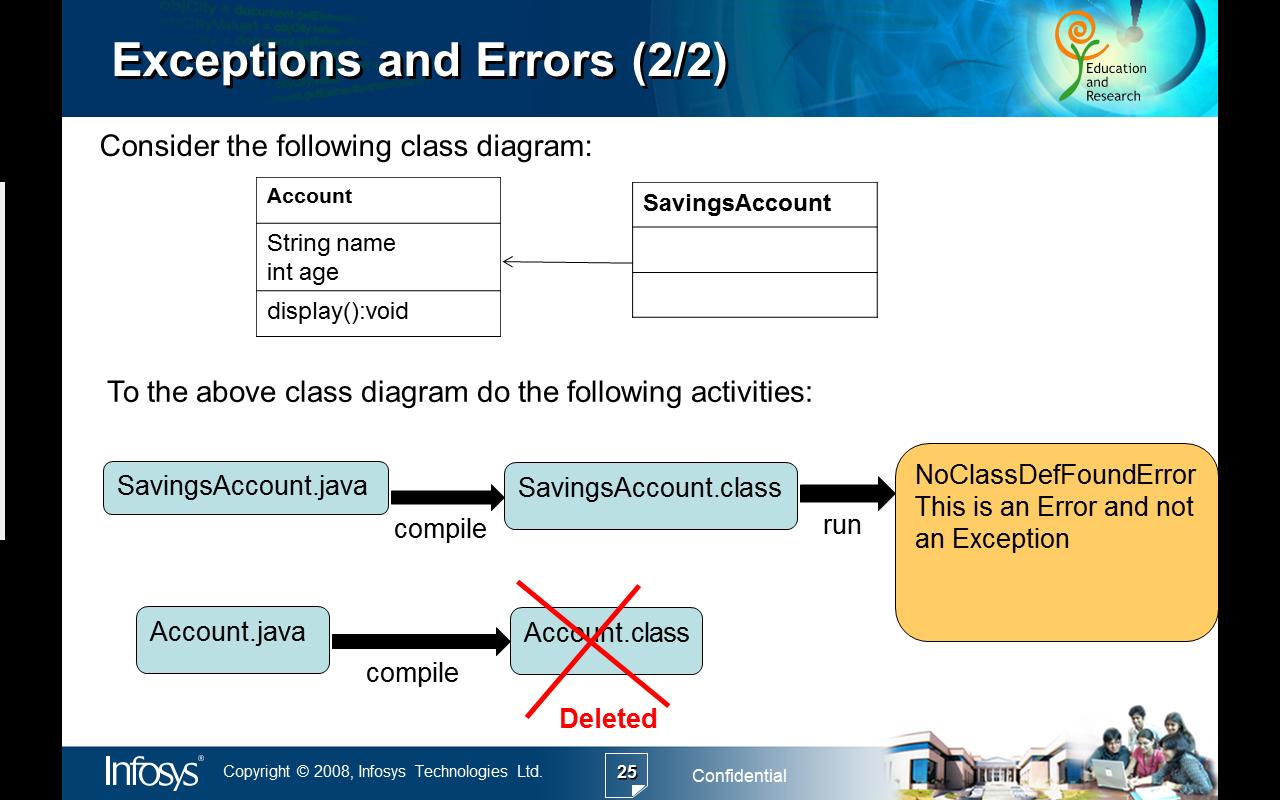 Exceptions and Errors (2/2)
Education
and
Research
Consider the following class diagram:
Account
String name
int age
display():void
SavingsAccount
To the above class diagram do the following activities:
SavingsAccount.java
compile
SavingsAccount.class
run
NoClassDefFoundError
This is an Error and not
an Exception
Account.java
compile
Account.class
Deleted
Infosys®
Copyright © 2008, Infosys Technologies Ltd.
25
Confidential